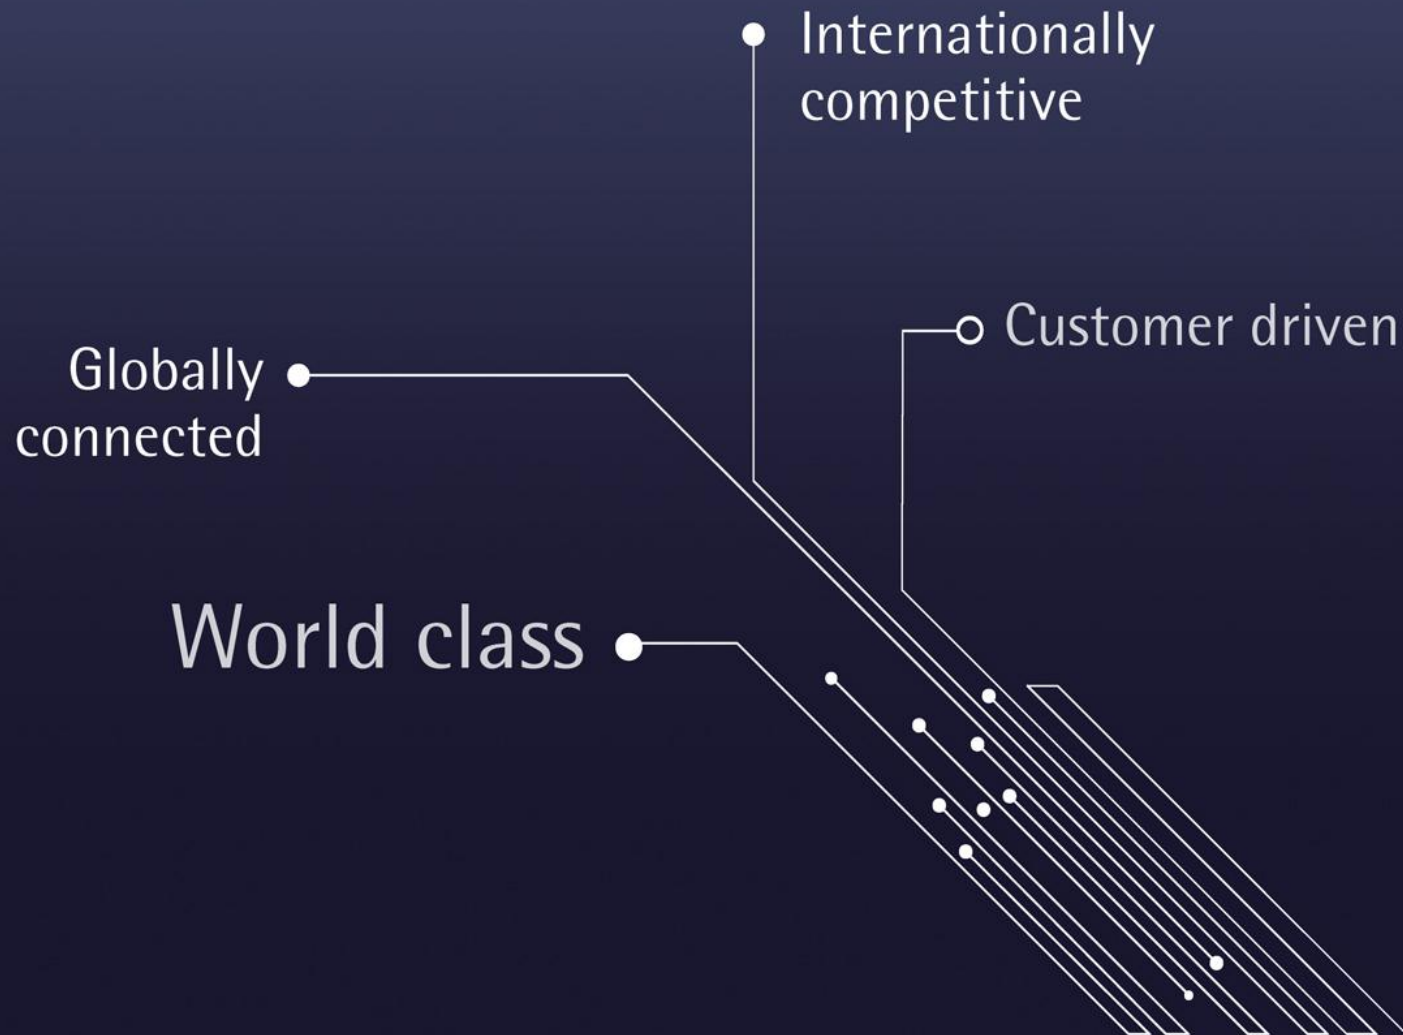 Internationally
competitive
Customer driven
Globally
connected
World class